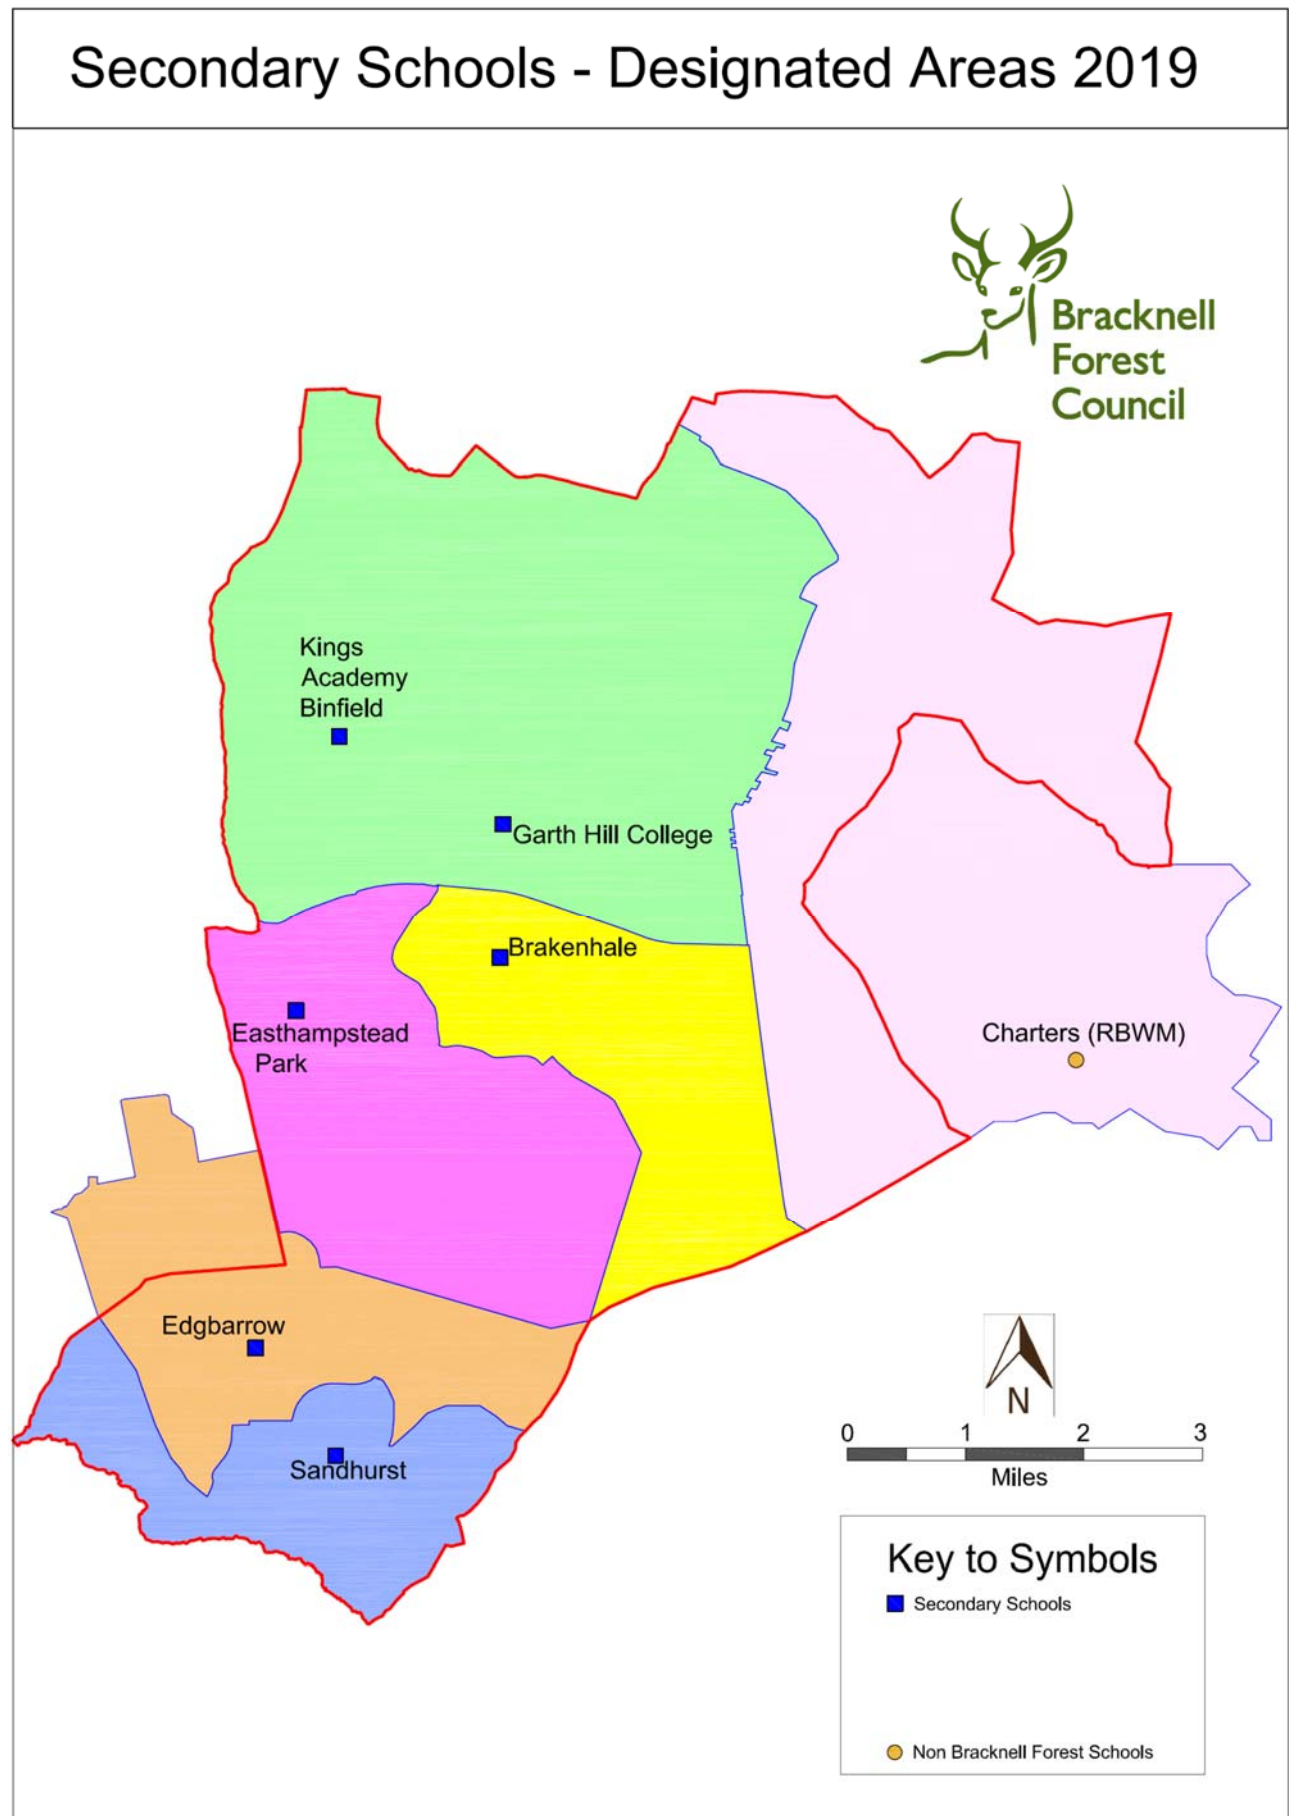 Secondary Schools - Designated Areas 2019
Bracknell
Forest
Council
Kings
Academy
Binfield
Garth Hill College
Brakenhale
Easthampstead
Park
Charters (RBWM)
Edgbarrow
Sandhurst
N
0 1 2 3
Miles
Key to Symbols
Secondary Schools
Non Bracknell Forest Schools